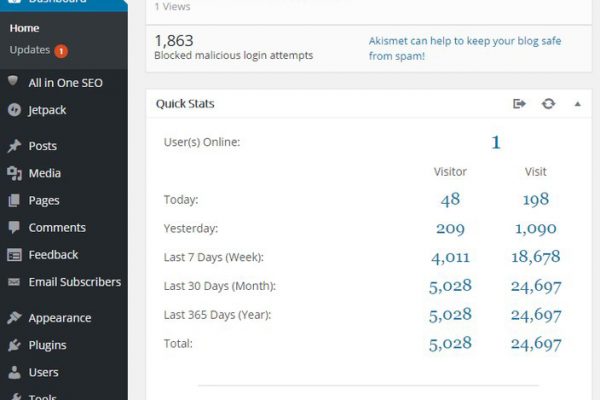 Dashboard
Home
Updates 1
All in One SEO
Jetpack
Posts
Media
Pages
Comments
Feedback
Email Subscribers
Appearance
Plugins
Users
Tools
1 Views
1,863
Blocked malicious login attempts
Akismet can help to keep your blog safe
from spam!
Quick Stats
User(s) Online: 1
Visitor Visit
Today: 48 198
Yesterday: 209 1,090
Last 7 Days (Week): 4,011 18,678
Last 30 Days (Month): 5,028 24,697
Last 365 Days (Year): 5,028 24,697
Total: 5,028 24,697